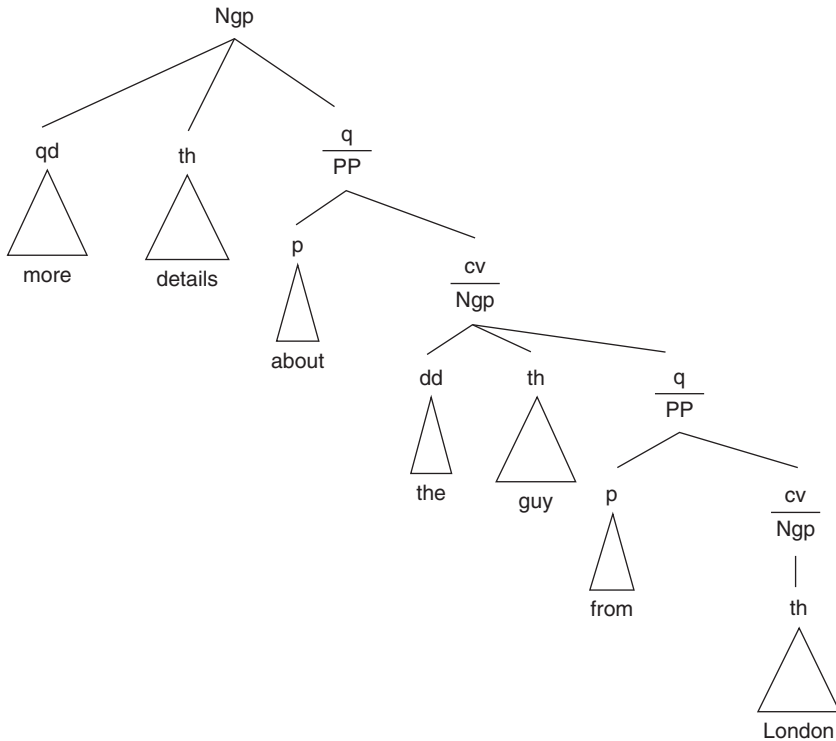 Ngp
qd
th
q
PP
more
details
p
cv
Ngp
about
dd
th
q
PP
the
guy
p
cv
Ngp
from
th
London